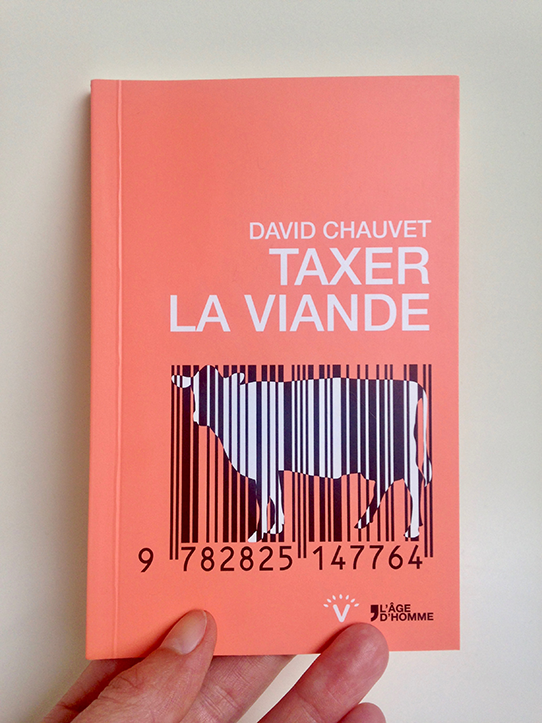 DAVID CHAUVET
TAXER
LA VIANDE
9 782825 147764
V
L'ÂGE
D'HOMME